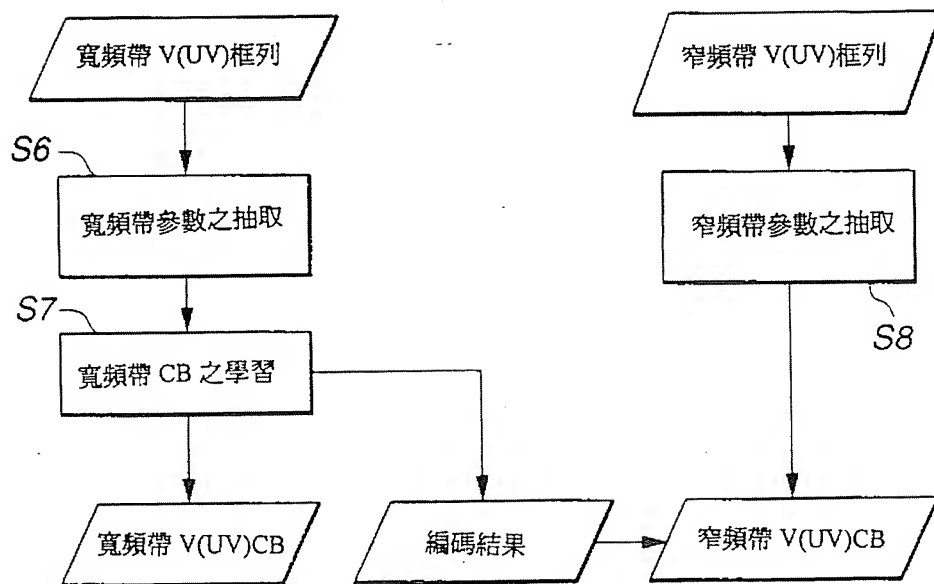 寬頻帶 V(UV)框列
窄頻帶 V(UV)框列
S6
寬頻帶參數之抽取
窄頻帶參數之抽取
S7
S8
寬頻帶 CB 之學習
寬頻帶 V(UV)CB
編碼結果
窄頻帶 V(UV)CB